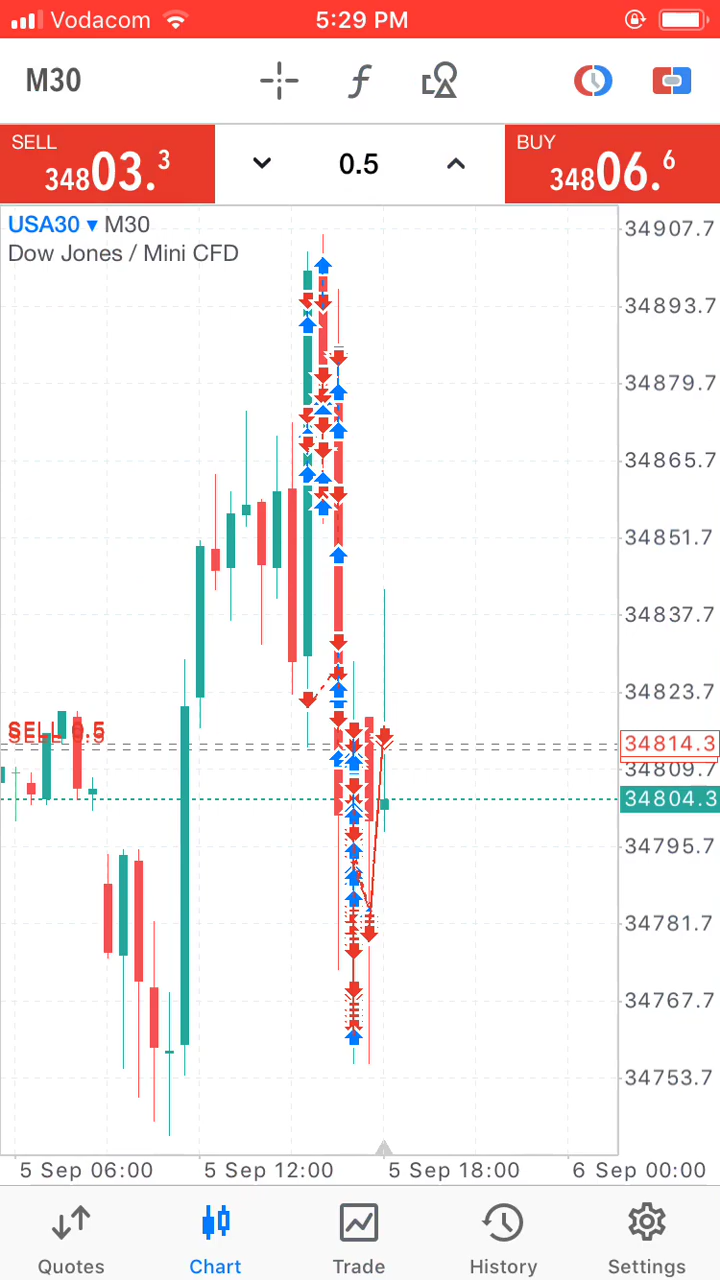 Vodacom 5:29 PM
M30
SELL 34803.3
0.5
BUY 34806.6
USA30 ▾ M30
Dow Jones / Mini CFD
34907.7
34893.7
34879.7
34865.7
34851.7
34837.7
34823.7
SELL 0.5
34814.3
34809.7
34804.3
34795.7
34781.7
34767.7
34753.7
5 Sep 06:00 5 Sep 12:00 5 Sep 18:00 6 Sep 00:00
Quotes Chart Trade History Settings